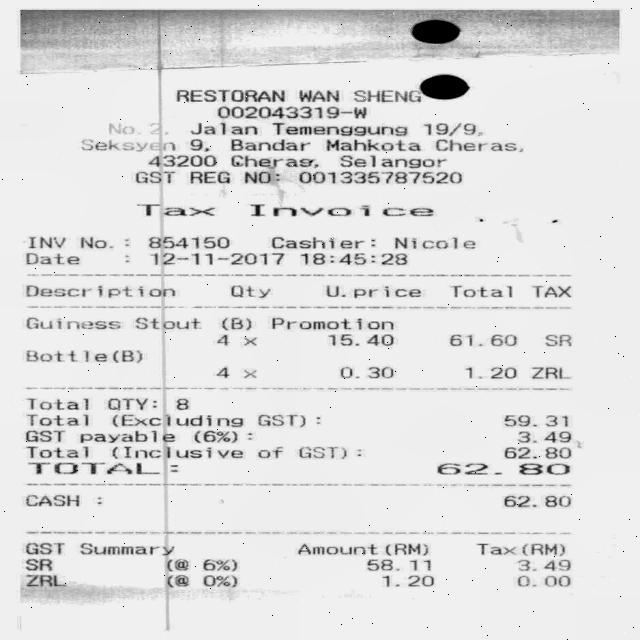 RESTORAN WAN SHENG
002043319-W
No.2, Jalan Temenggung 19/9,
Seksyen 9, Bandar Mahkota Cheras,
43200 Cheras, Selangor
GST REG NO: 001335787520
Tax Invoice
INV No.: 854150 Cashier: Nicole
Date : 12-11-2017 18:45:28
Description Qty U.price Total TAX
Guiness Stout (B) Promotion
4 x 15.40 61.60 SR
Bottle(B)
4 x 0.30 1.20 ZRL
Total QTY: 8
Total (Excluding GST): 59.31
GST payable (6%): 3.49
Total (Inclusive of GST): 62.80
TOTAL: 62.80
CASH : 62.80
GST Summary Amount(RM) Tax(RM)
SR (@ 6%) 58.11 3.49
ZRL (@ 0%) 1.20 0.00